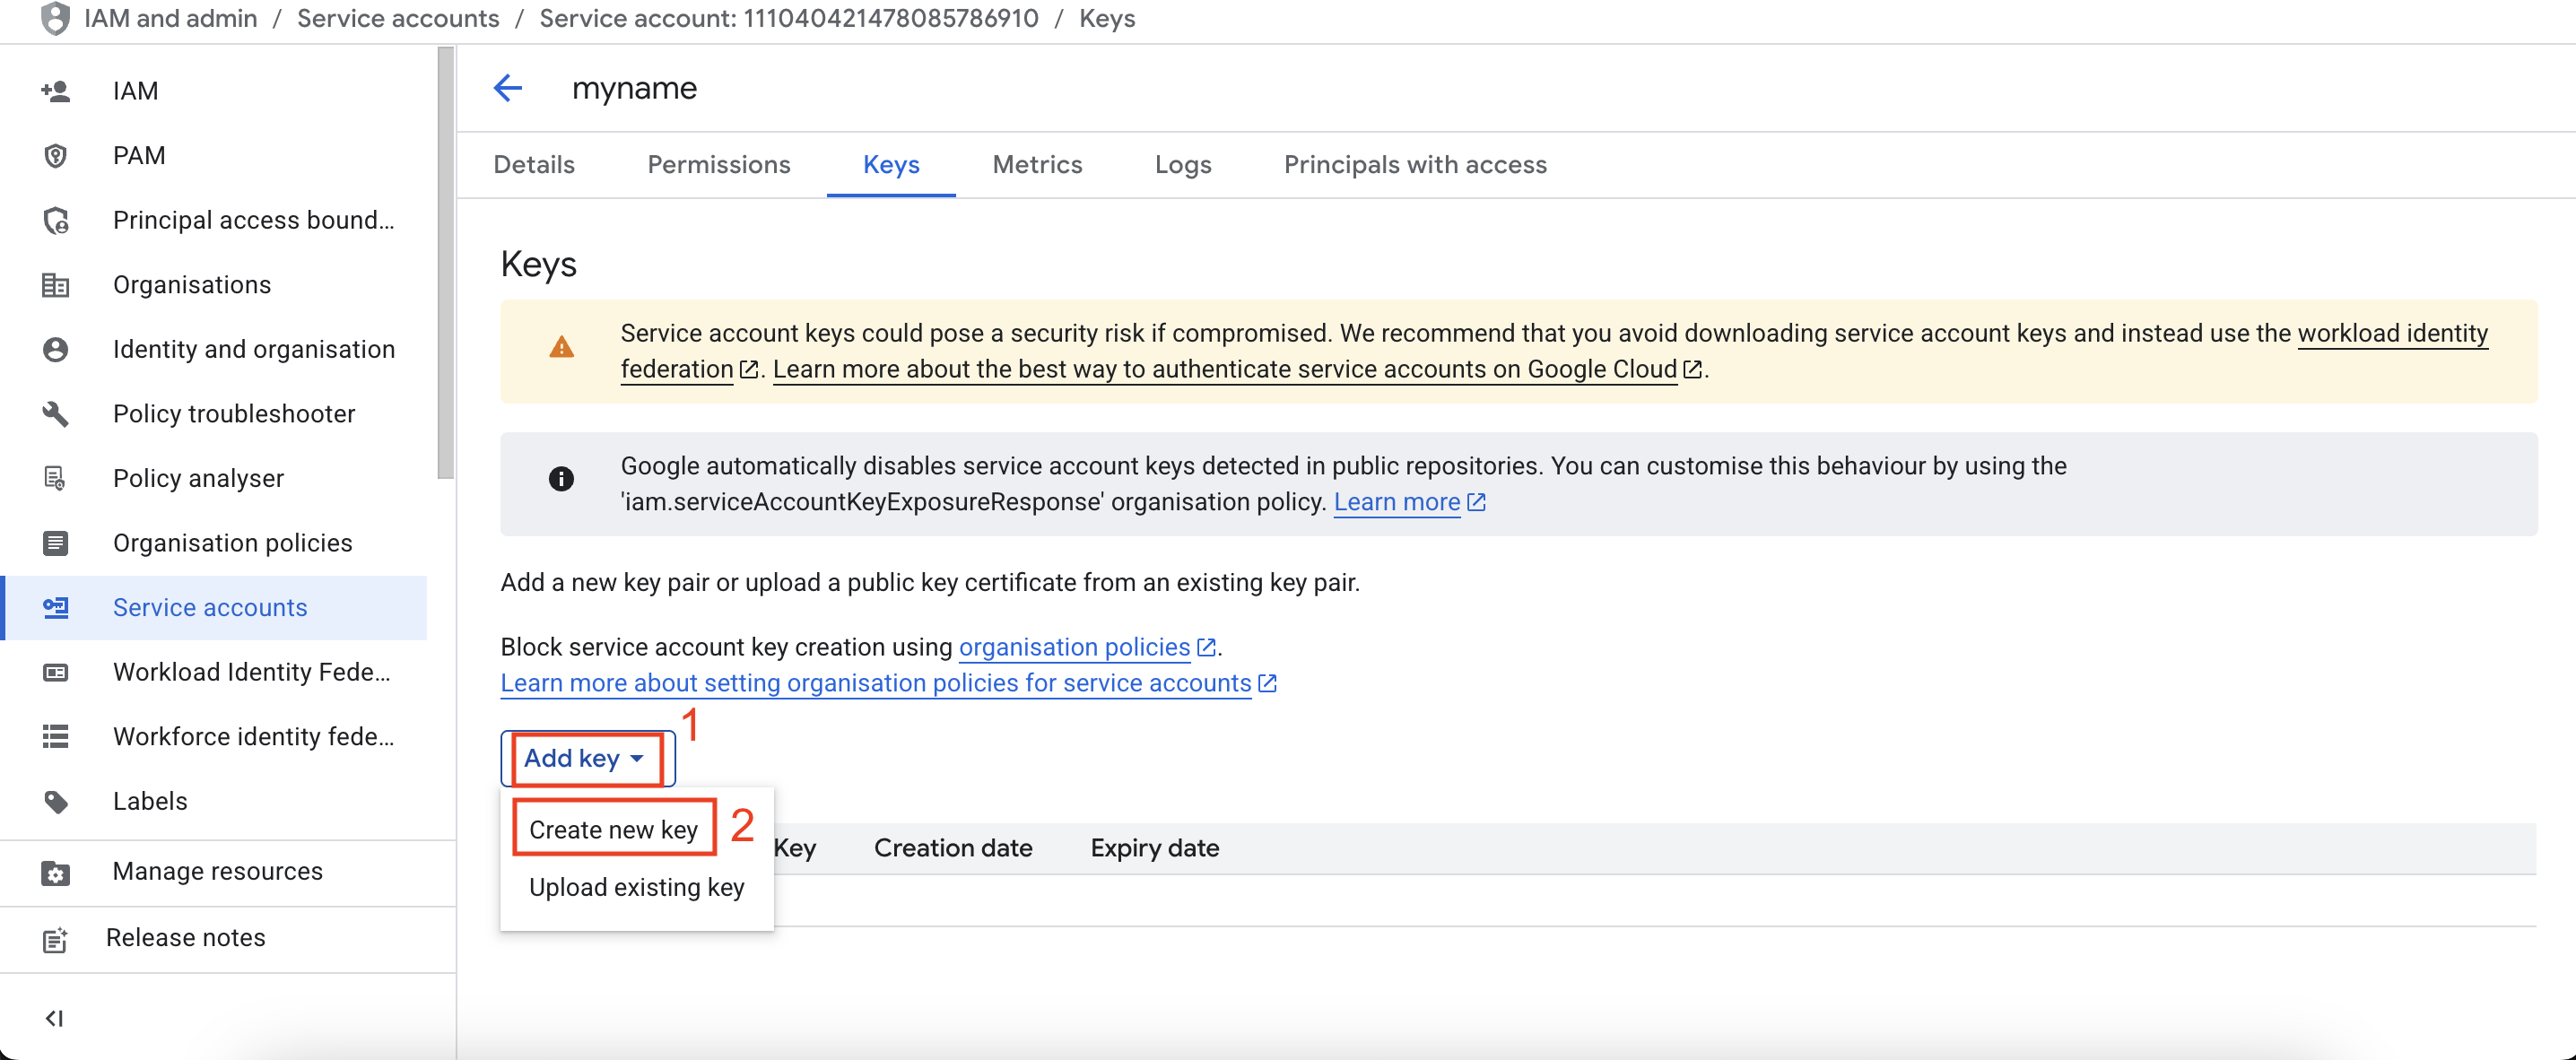 IAM and admin / Service accounts / Service account: 111040421478085786910 / Keys
IAM
PAM
Principal access bound...
Organisations
Identity and organisation
Policy troubleshooter
Policy analyser
Organisation policies
Service accounts
Workload Identity Fede...
Workforce identity fede...
Labels
Manage resources
Release notes
myname
Details Permissions Keys Metrics Logs Principals with access
Keys
Service account keys could pose a security risk if compromised. We recommend that you avoid downloading service account keys and instead use the workload identity
federation. Learn more about the best way to authenticate service accounts on Google Cloud.
Google automatically disables service account keys detected in public repositories. You can customise this behaviour by using the
'iam.serviceAccountKeyExposureResponse' organisation policy. Learn more
Add a new key pair or upload a public key certificate from an existing key pair.
Block service account key creation using organisation policies.
Learn more about setting organisation policies for service accounts
Add key 1
Create new key 2
Key Creation date Expiry date
Upload existing key